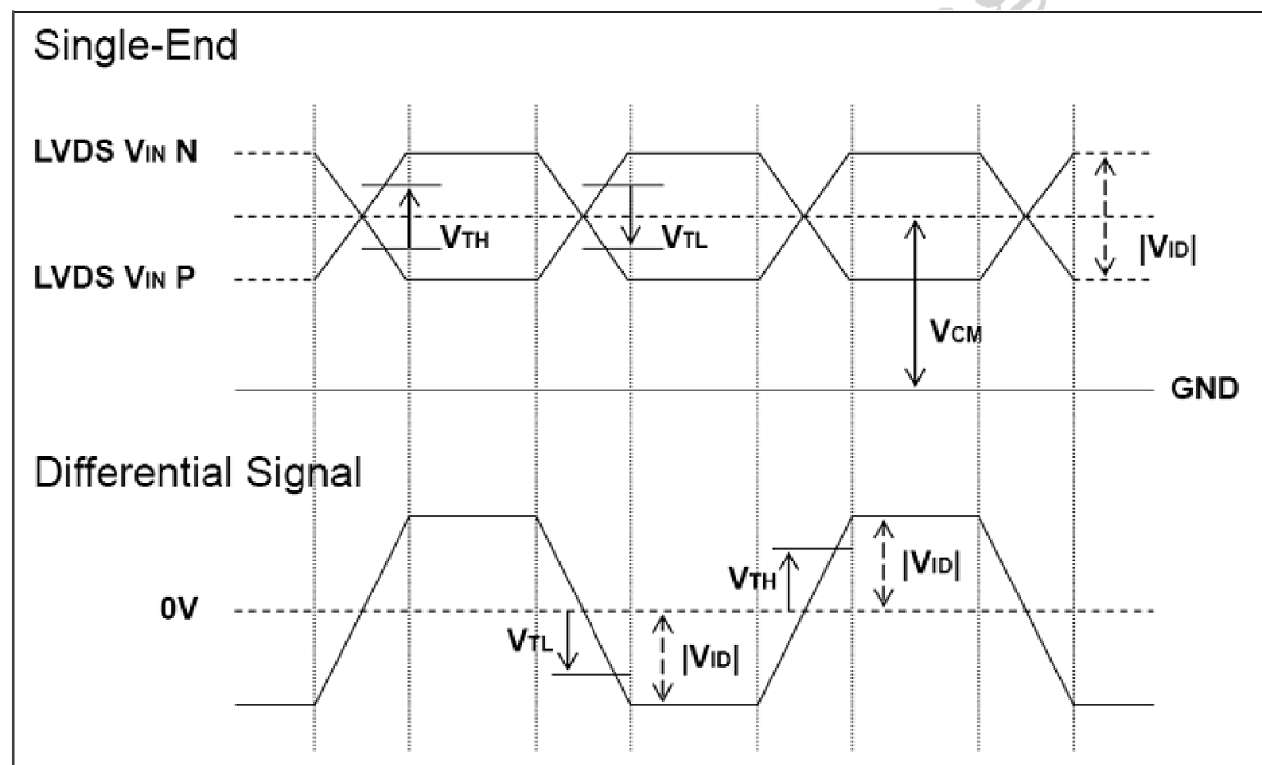 Single-End
LVDS VIN N
VTH
VTL
|VID|
LVDS VIN P
VCM
GND
Differential Signal
VTH
|VID|
0V
VTL
|VID|